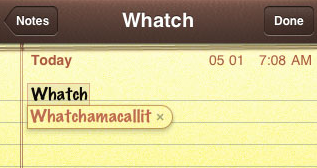 Notes Whatch Done
Today 05 01 7:08 AM
Whatch
Whatchamacallit ×